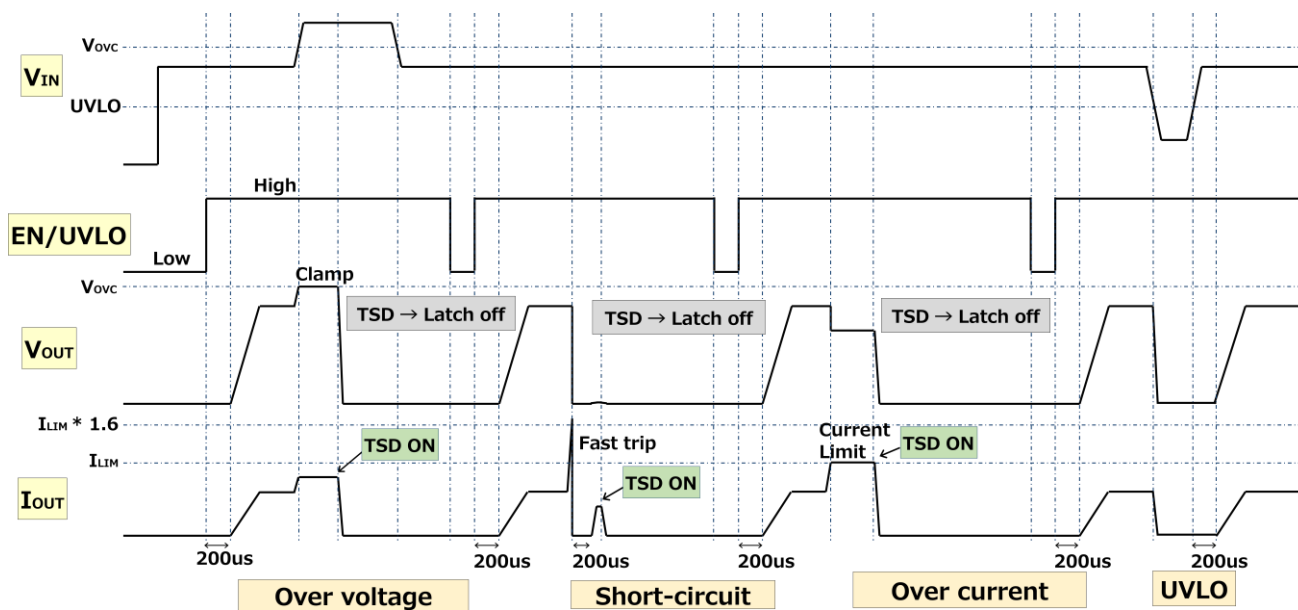 VOVC
VIN
UVLO
High
EN/UVLO
Low
VOVC
Clamp
TSD → Latch off
TSD → Latch off
TSD → Latch off
VOUT
ILIM * 1.6
TSD ON
Fast trip
Current
Limit
TSD ON
ILIM
TSD ON
IOUT
200us
200us
200us
200us
200us
200us
Over voltage
Short-circuit
Over current
UVLO